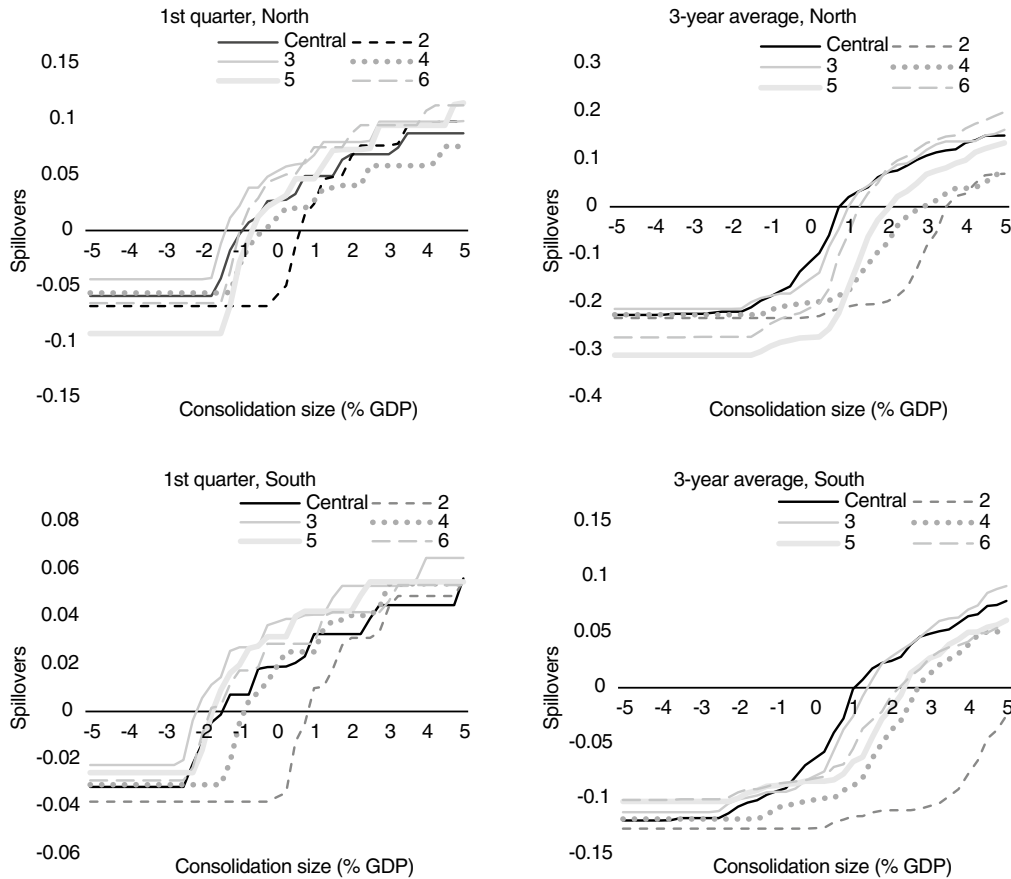 1st quarter, North
Central 2
3 4
5 6
0.15
0.1
0.05
0
-0.05
-0.1
-0.15
Spillovers
-5 -4 -3 -2 -1 0 1 2 3 4 5
Consolidation size (% GDP)
3-year average, North
Central 2
3 4
5 6
0.3
0.2
0.1
0
-0.1
-0.2
-0.3
-0.4
Spillovers
-5 -4 -3 -2 -1 0 1 2 3 4 5
Consolidation size (% GDP)
1st quarter, South
Central 2
3 4
5 6
0.08
0.06
0.04
0.02
0
-0.02
-0.04
-0.06
Spillovers
-5 -4 -3 -2 -1 0 1 2 3 4 5
Consolidation size (% GDP)
3-year average, South
Central 2
3 4
5 6
0.15
0.1
0.05
0
-0.05
-0.1
-0.15
Spillovers
-5 -4 -3 -2 -1 0 1 2 3 4 5
Consolidation size (% GDP)